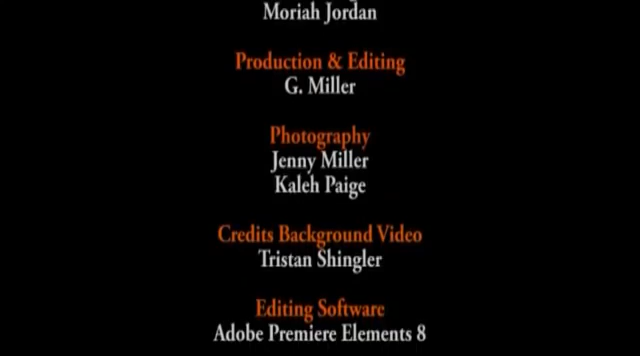 Moriah Jordan
Production & Editing
G. Miller
Photography
Jenny Miller
Kaleh Paige
Credits Background Video
Tristan Shingler
Editing Software
Adobe Premiere Elements 8